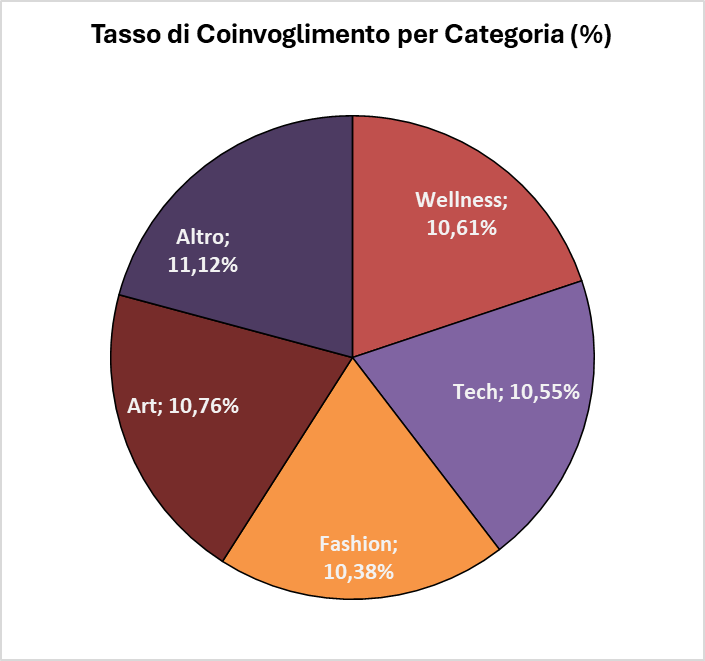 Tasso di Coinvoglimento per Categoria (%)
Wellness;
10,61%
Altro;
11,12%
Tech; 10,55%
Art; 10,76%
Fashion;
10,38%